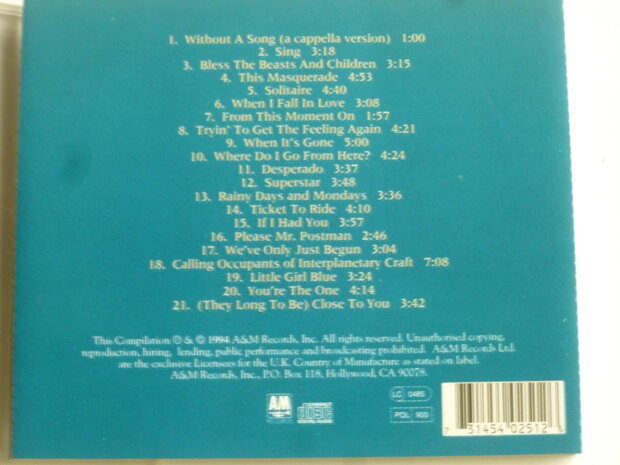 1. Without A Song (a cappella version) 1:00
2. Sing 3:18
3. Bless The Beasts And Children 3:15
4. This Masquerade 4:53
5. Solitaire 4:40
6. When I Fall In Love 3:08
7. From This Moment On 1:57
8. Tryin' To Get The Feeling Again 4:21
9. When It's Gone 5:00
10. Where Do I Go From Here? 4:24
11. Desperado 3:37
12. Superstar 3:48
13. Rainy Days and Mondays 3:36
14. Ticket To Ride 4:10
15. If I Had You 3:57
16. Please Mr. Postman 2:46
17. We've Only Just Begun 3:04
18. Calling Occupants of Interplanetary Craft 7:08
19. Little Girl Blue 3:24
20. You're The One 4:14
21. (They Long To Be) Close To You 3:42
This Compilation ℗ & © 1994 A&M Records, Inc. All rights reserved. Unauthorised copying,
reproduction, hiring, lending, public performance and broadcasting prohibited. A&M Records Ltd.
are the exclusive Licensees for the U.K. Country of Manufacture as stated on label.
A&M Records, Inc., P.O. Box 118, Hollywood, CA 90078.
AM
RECORDS
COMPACT
disc
DIGITAL AUDIO
LC 0485
POL 900
7 31454 02512